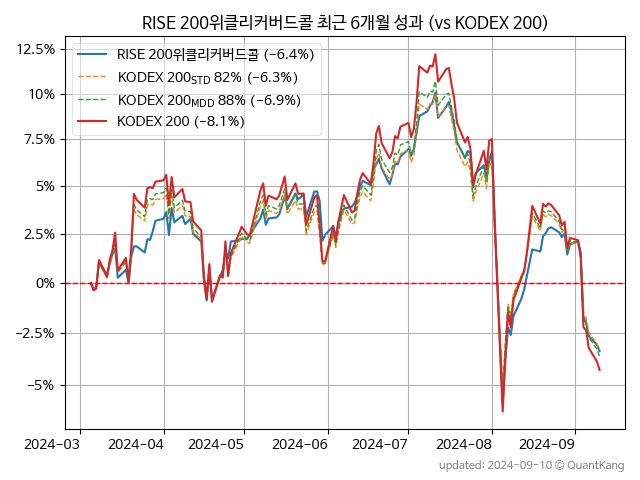 RISE 200위클리커버드콜 최근 6개월 성과 (vs KODEX 200)
12.5%
10%
7.5%
5%
2.5%
0%
−2.5%
−5%
RISE 200위클리커버드콜 (−6.4%)
KODEX 200STD 82% (−6.3%)
KODEX 200MDD 88% (−6.9%)
KODEX 200 (−8.1%)
2024−03 2024−04 2024−05 2024−06 2024−07 2024−08 2024−09
updated: 2024−09−10 ⓒ QuantKang